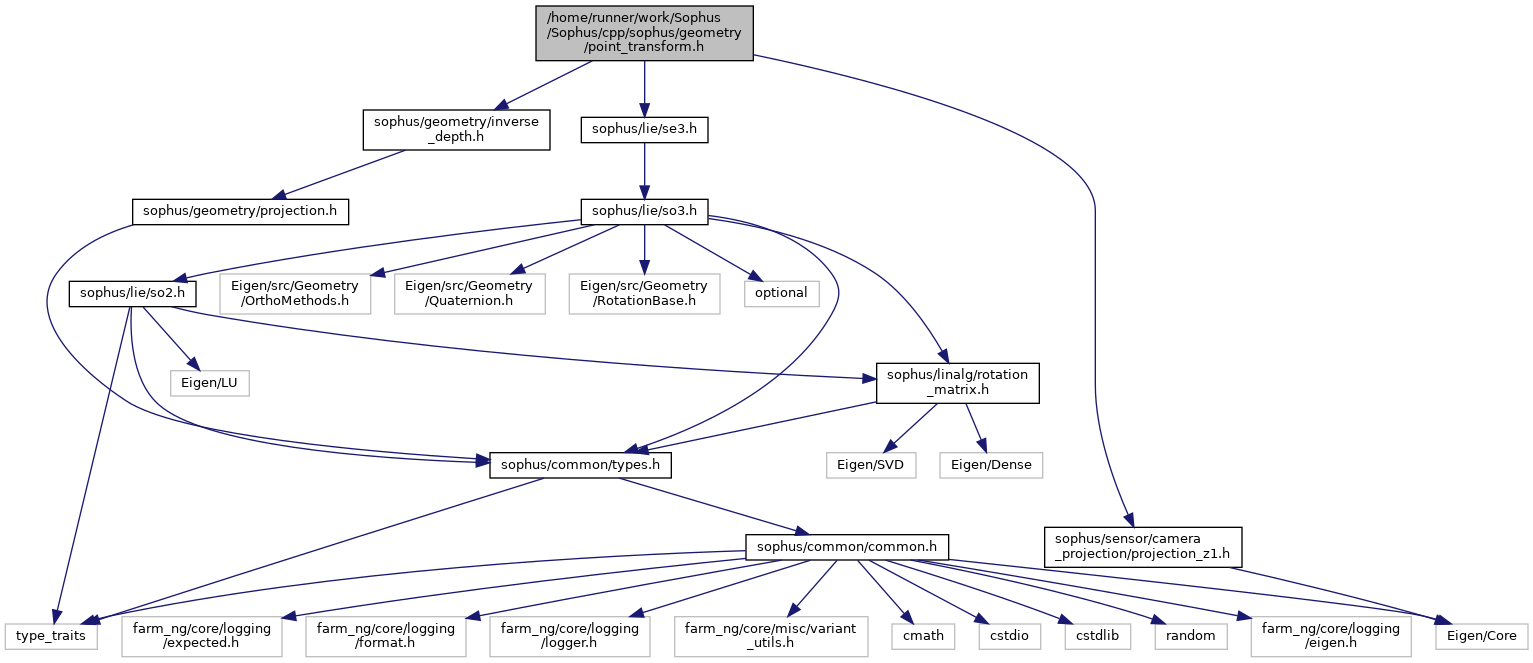 /home/runner/work/Sophus
/Sophus/cpp/sophus/geometry
/point_transform.h
sophus/geometry/inverse
_depth.h
sophus/lie/se3.h
sophus/geometry/projection.h
sophus/lie/so3.h
sophus/lie/so2.h
Eigen/src/Geometry
/OrthoMethods.h
Eigen/src/Geometry
/Quaternion.h
Eigen/src/Geometry
/RotationBase.h
optional
Eigen/LU
sophus/linalg/rotation
_matrix.h
sophus/common/types.h
Eigen/SVD
Eigen/Dense
sophus/common/common.h
sophus/sensor/camera
_projection/projection_z1.h
type_traits
farm_ng/core/logging
/expected.h
farm_ng/core/logging
/format.h
farm_ng/core/logging
/logger.h
farm_ng/core/misc/variant
_utils.h
cmath
cstdio
cstdlib
random
farm_ng/core/logging
/eigen.h
Eigen/Core